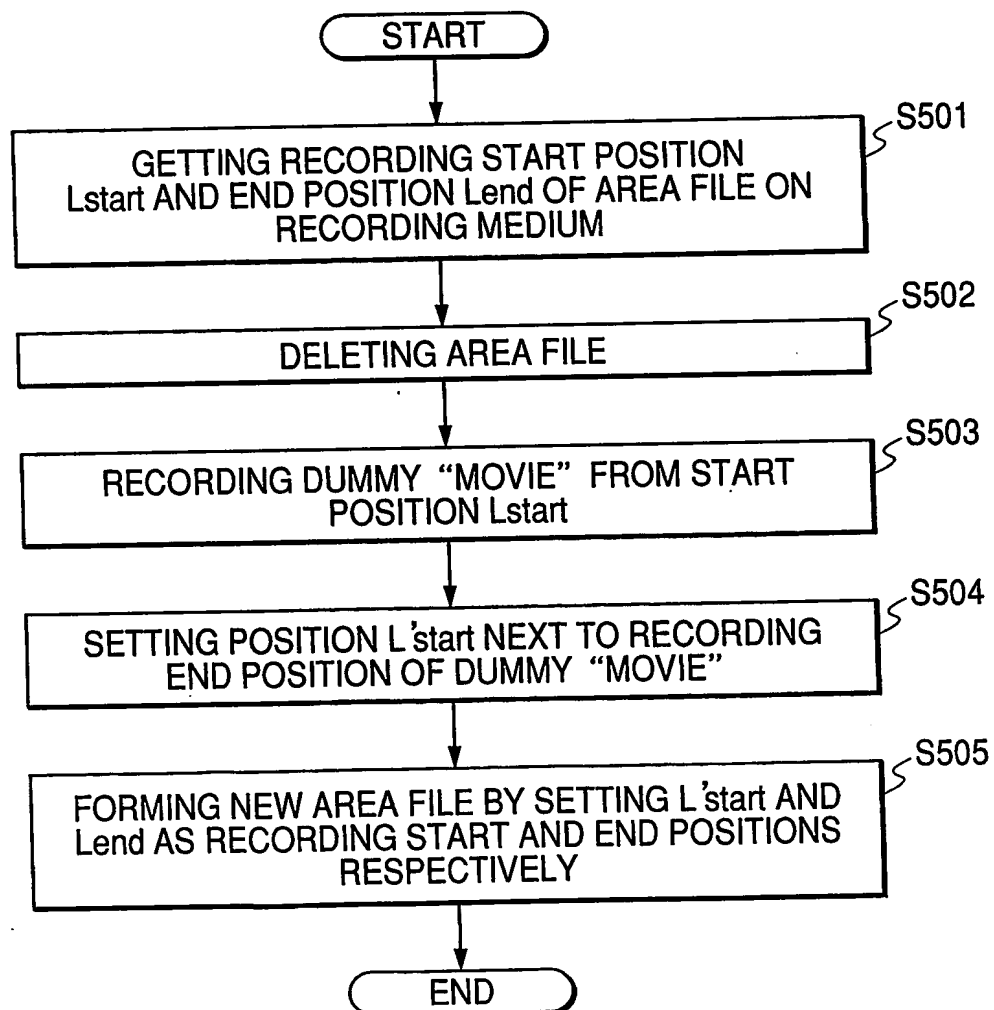 START
S501
GETTING RECORDING START POSITION
Lstart AND END POSITION Lend OF AREA FILE ON
RECORDING MEDIUM
S502
DELETING AREA FILE
S503
RECORDING DUMMY “MOVIE” FROM START
POSITION Lstart
S504
SETTING POSITION L'start NEXT TO RECORDING
END POSITION OF DUMMY “MOVIE”
S505
FORMING NEW AREA FILE BY SETTING L'start AND
Lend AS RECORDING START AND END POSITIONS
RESPECTIVELY
END